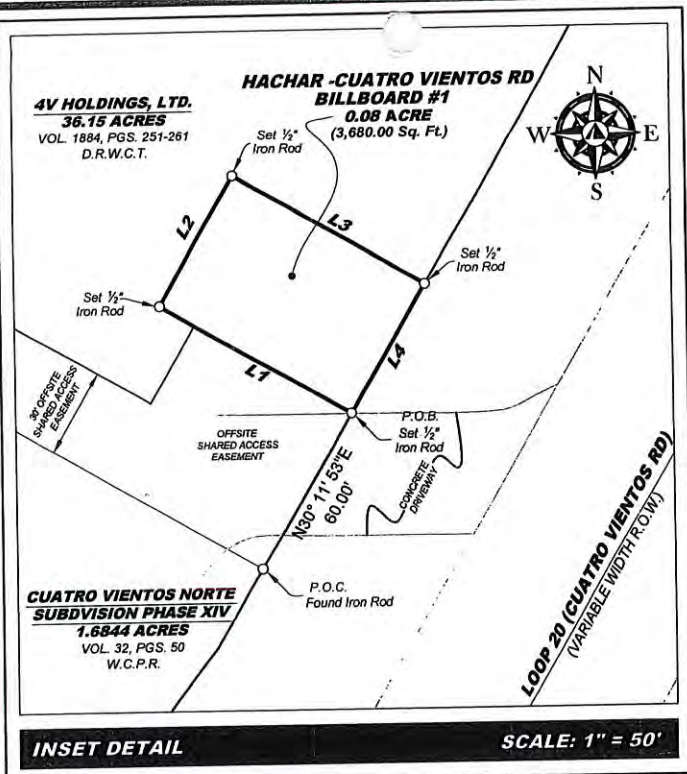 4V HOLDINGS, LTD.
36.15 ACRES
VOL. 1884, PGS. 251-261
D.R.W.C.T.
HACHAR -CUATRO VIENTOS RD
BILLBOARD #1
0.08 ACRE
(3,680.00 Sq. Ft.)
N
W
E
S
Set ½"
Iron Rod
L2
L3
Set ½"
Iron Rod
Set ½"
Iron Rod
L1
L4
30' OFFSITE
SHARED ACCESS
EASEMENT
OFFSITE
SHARED ACCESS
EASEMENT
P.O.B.
Set ½"
Iron Rod
N30° 11' 53"E
60.00'
CONCRETE
DRIVEWAY
P.O.C.
Found Iron Rod
CUATRO VIENTOS NORTE
SUBDVISION PHASE XIV
1.6844 ACRES
VOL. 32, PGS. 50
W.C.P.R.
LOOP 20 (CUATRO VIENTOS RD)
(VARIABLE WIDTH R.O.W.)
INSET DETAIL
SCALE: 1" = 50'